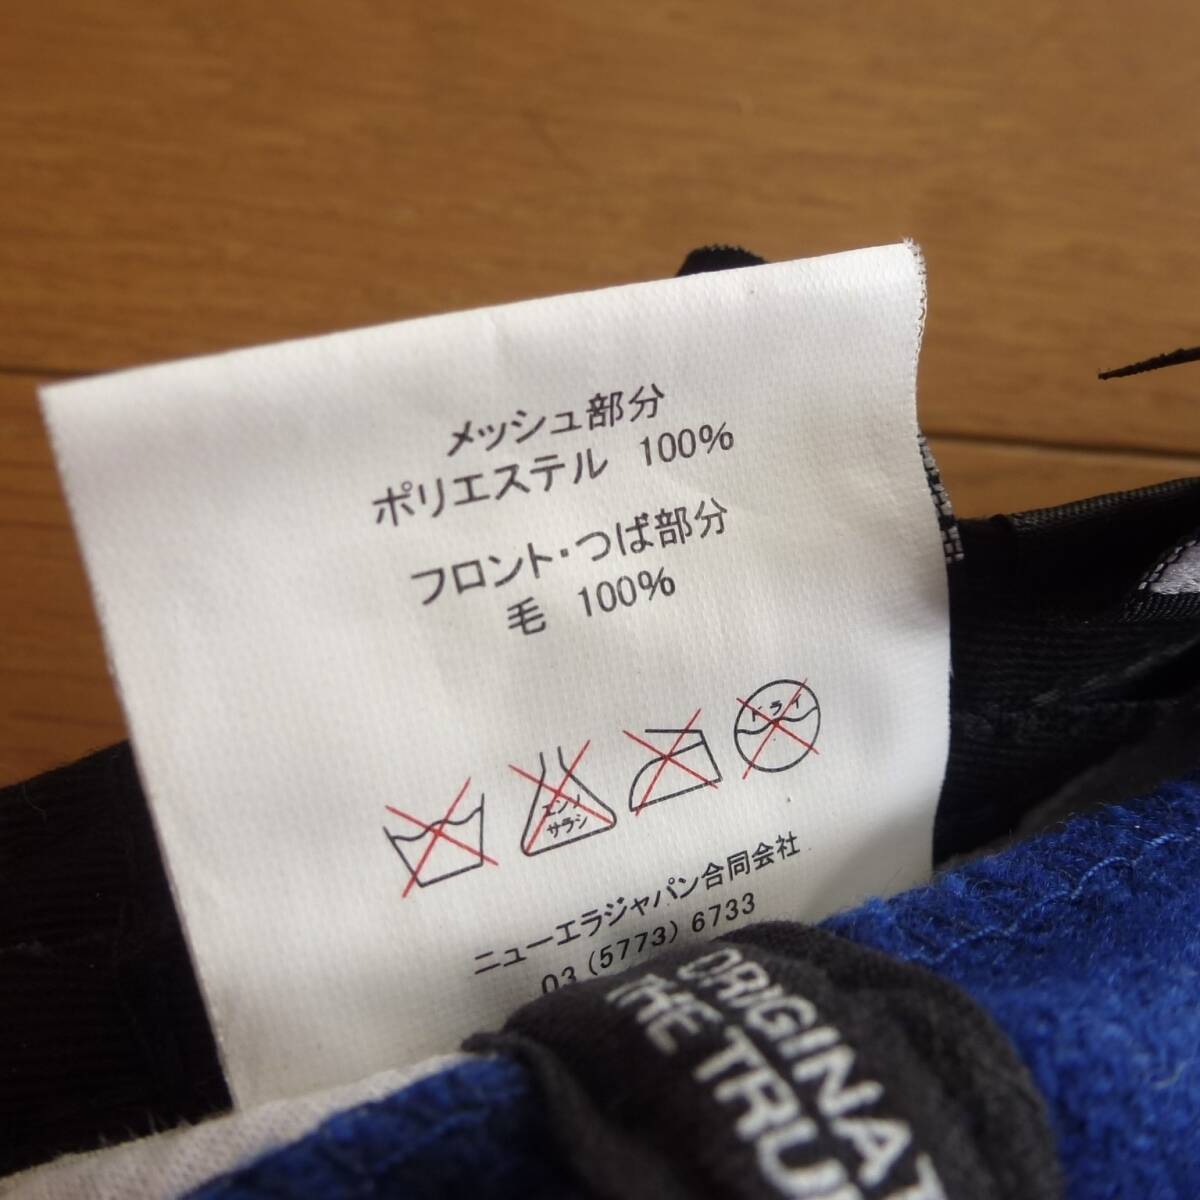 メッシュ部分
ポリエステル 100%
フロント・つば部分
毛 100%
エンソ
サラシ
ドライ
ニューエラジャパン合同会社
03 (5773) 6733
ORIGINAT
THE TRU